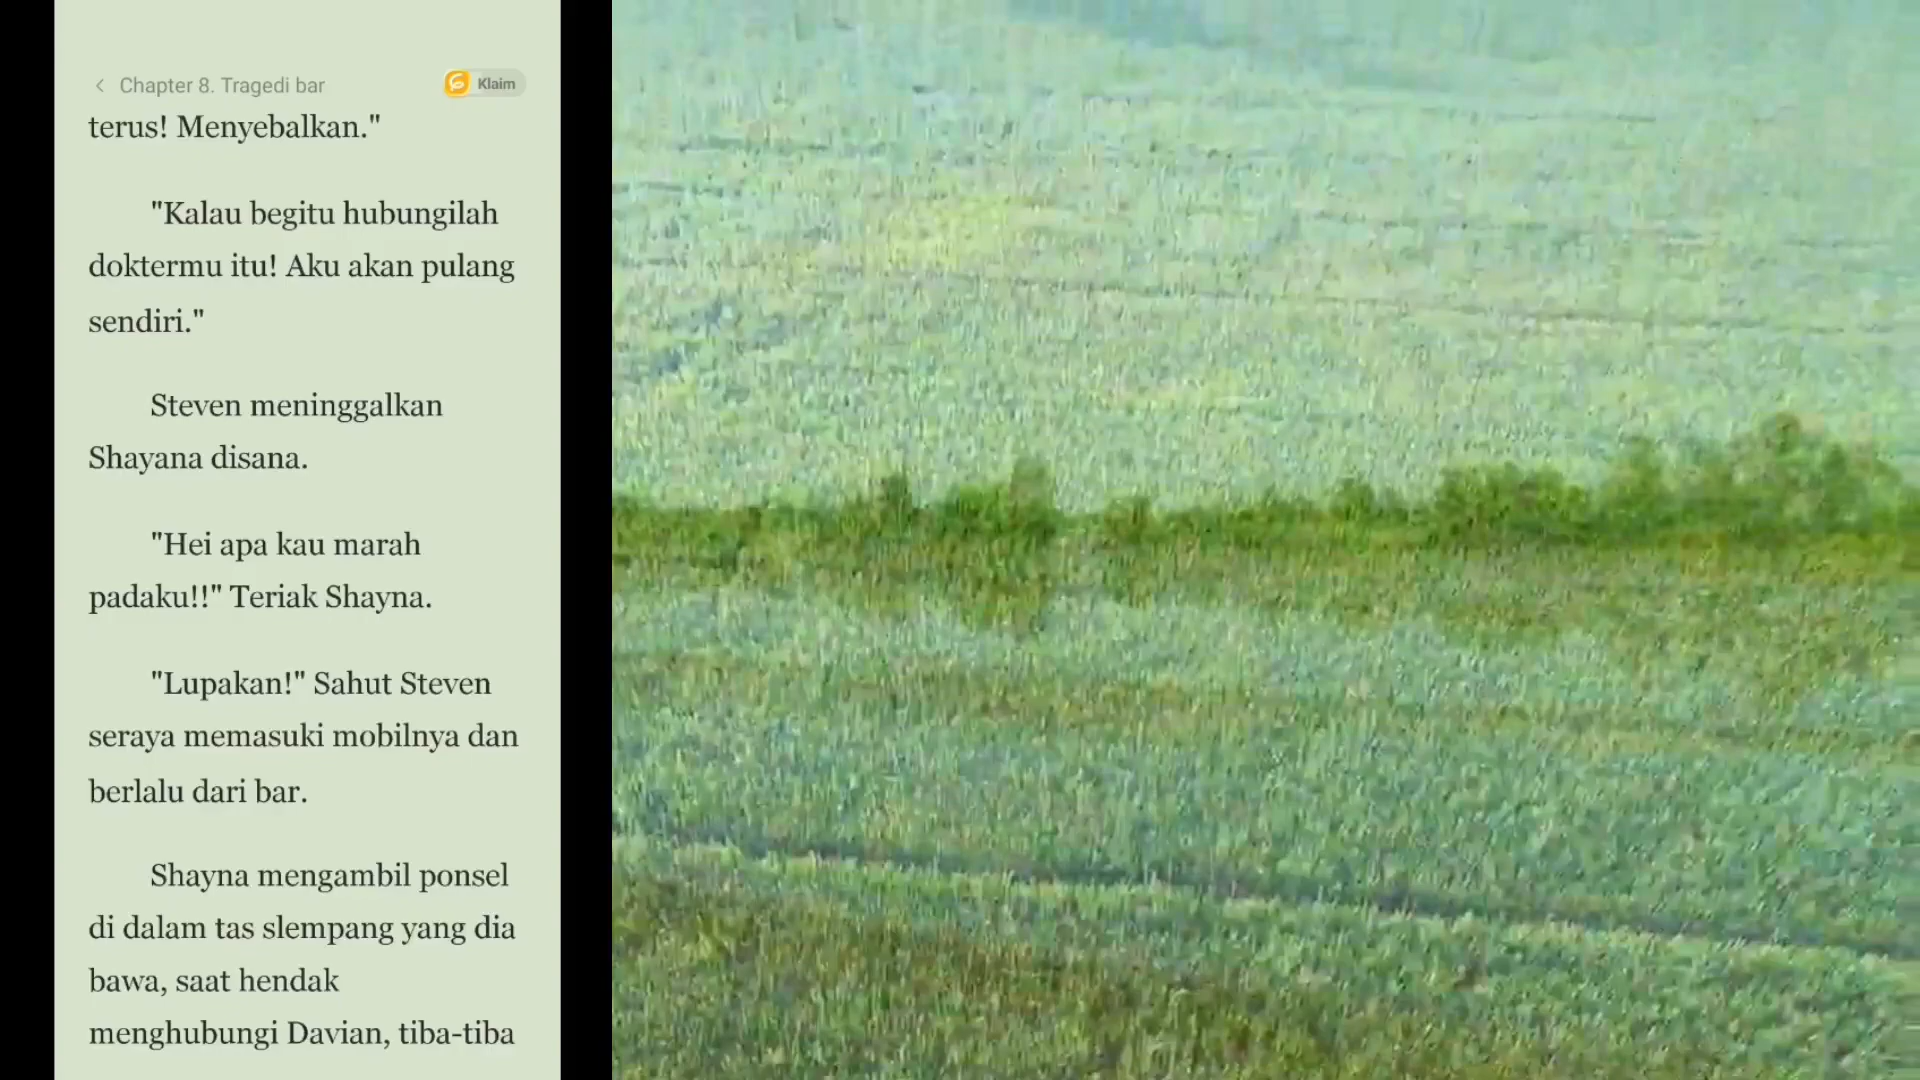 Chapter 8. Tragedi bar
Klaim
terus! Menyebalkan."
"Kalau begitu hubungilah
doktermu itu! Aku akan pulang
sendiri."
Steven meninggalkan
Shayana disana.
"Hei apa kau marah
padaku!!" Teriak Shayna.
"Lupakan!" Sahut Steven
seraya memasuki mobilnya dan
berlalu dari bar.
Shayna mengambil ponsel
di dalam tas slempang yang dia
bawa, saat hendak
menghubungi Davian, tiba-tiba